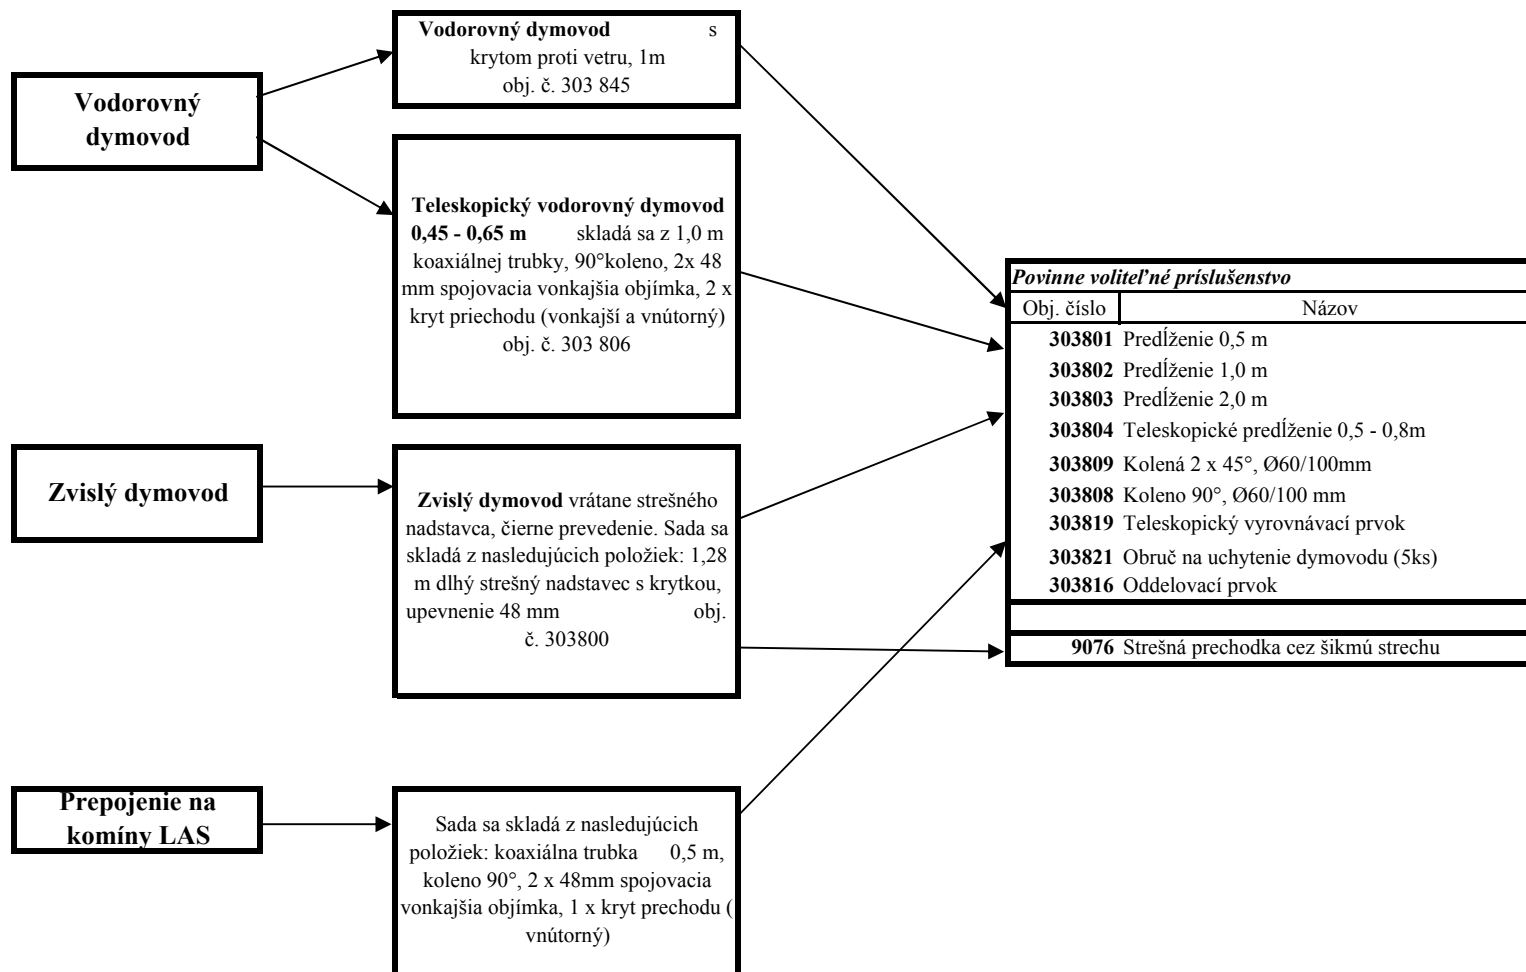 Vodorovný
dymovod
Vodorovný dymovod s
krytom proti vetru, 1m
obj. č. 303 845
Teleskopický vodorovný dymovod
0,45 - 0,65 m skladá sa z 1,0 m
koaxiálnej trubky, 90°koleno, 2x 48
mm spojovacia vonkajšia objímka, 2 x
kryt priechodu (vonkajší a vnútorný)
obj. č. 303 806
Zvislý dymovod
Zvislý dymovod vrátane strešného
nadstavca, čierne prevedenie. Sada sa
skladá z nasledujúcich položiek: 1,28
m dlhý strešný nadstavec s krytkou,
upevnenie 48 mm obj.
č. 303800
Prepojenie na
komíny LAS
Sada sa skladá z nasledujúcich
položiek: koaxiálna trubka 0,5 m,
koleno 90°, 2 x 48mm spojovacia
vonkajšia objímka, 1 x kryt prechodu (
vnútorný)
Povinne voliteľné príslušenstvo
Obj. číslo Názov
303801 Predĺženie 0,5 m
303802 Predĺženie 1,0 m
303803 Predĺženie 2,0 m
303804 Teleskopické predĺženie 0,5 - 0,8m
303809 Kolená 2 x 45°, Ø60/100mm
303808 Koleno 90°, Ø60/100 mm
303819 Teleskopický vyrovnávací prvok
303821 Obruč na uchytenie dymovodu (5ks)
303816 Oddelovací prvok
9076 Strešná prechodka cez šikmú strechu